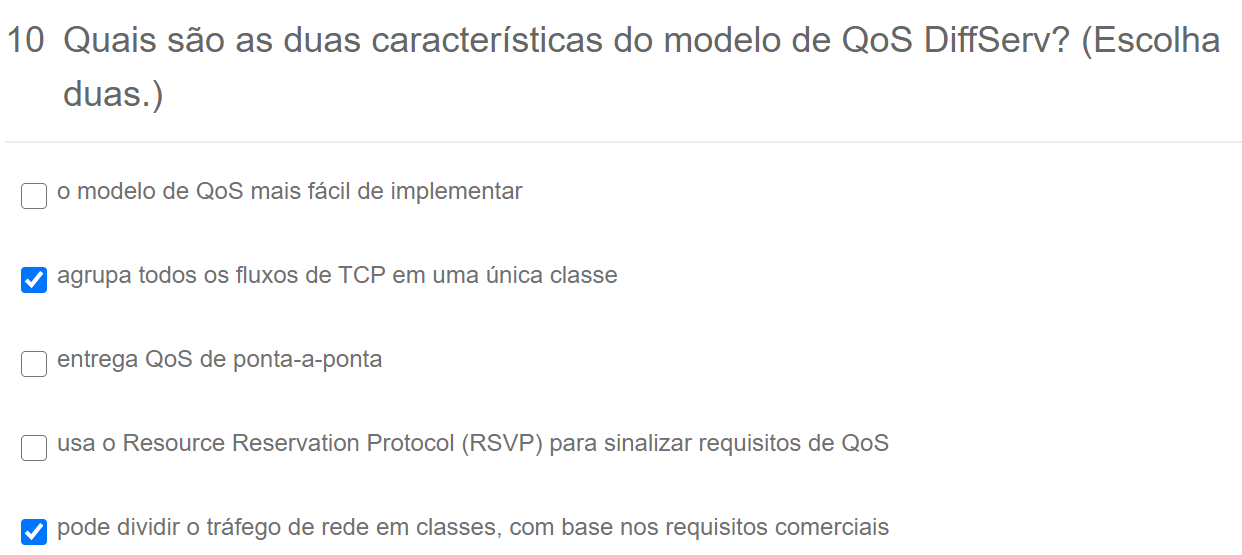 10 Quais são as duas características do modelo de QoS DiffServ? (Escolha
duas.)
o modelo de QoS mais fácil de implementar
agrupa todos os fluxos de TCP em uma única classe
entrega QoS de ponta-a-ponta
usa o Resource Reservation Protocol (RSVP) para sinalizar requisitos de QoS
pode dividir o tráfego de rede em classes, com base nos requisitos comerciais